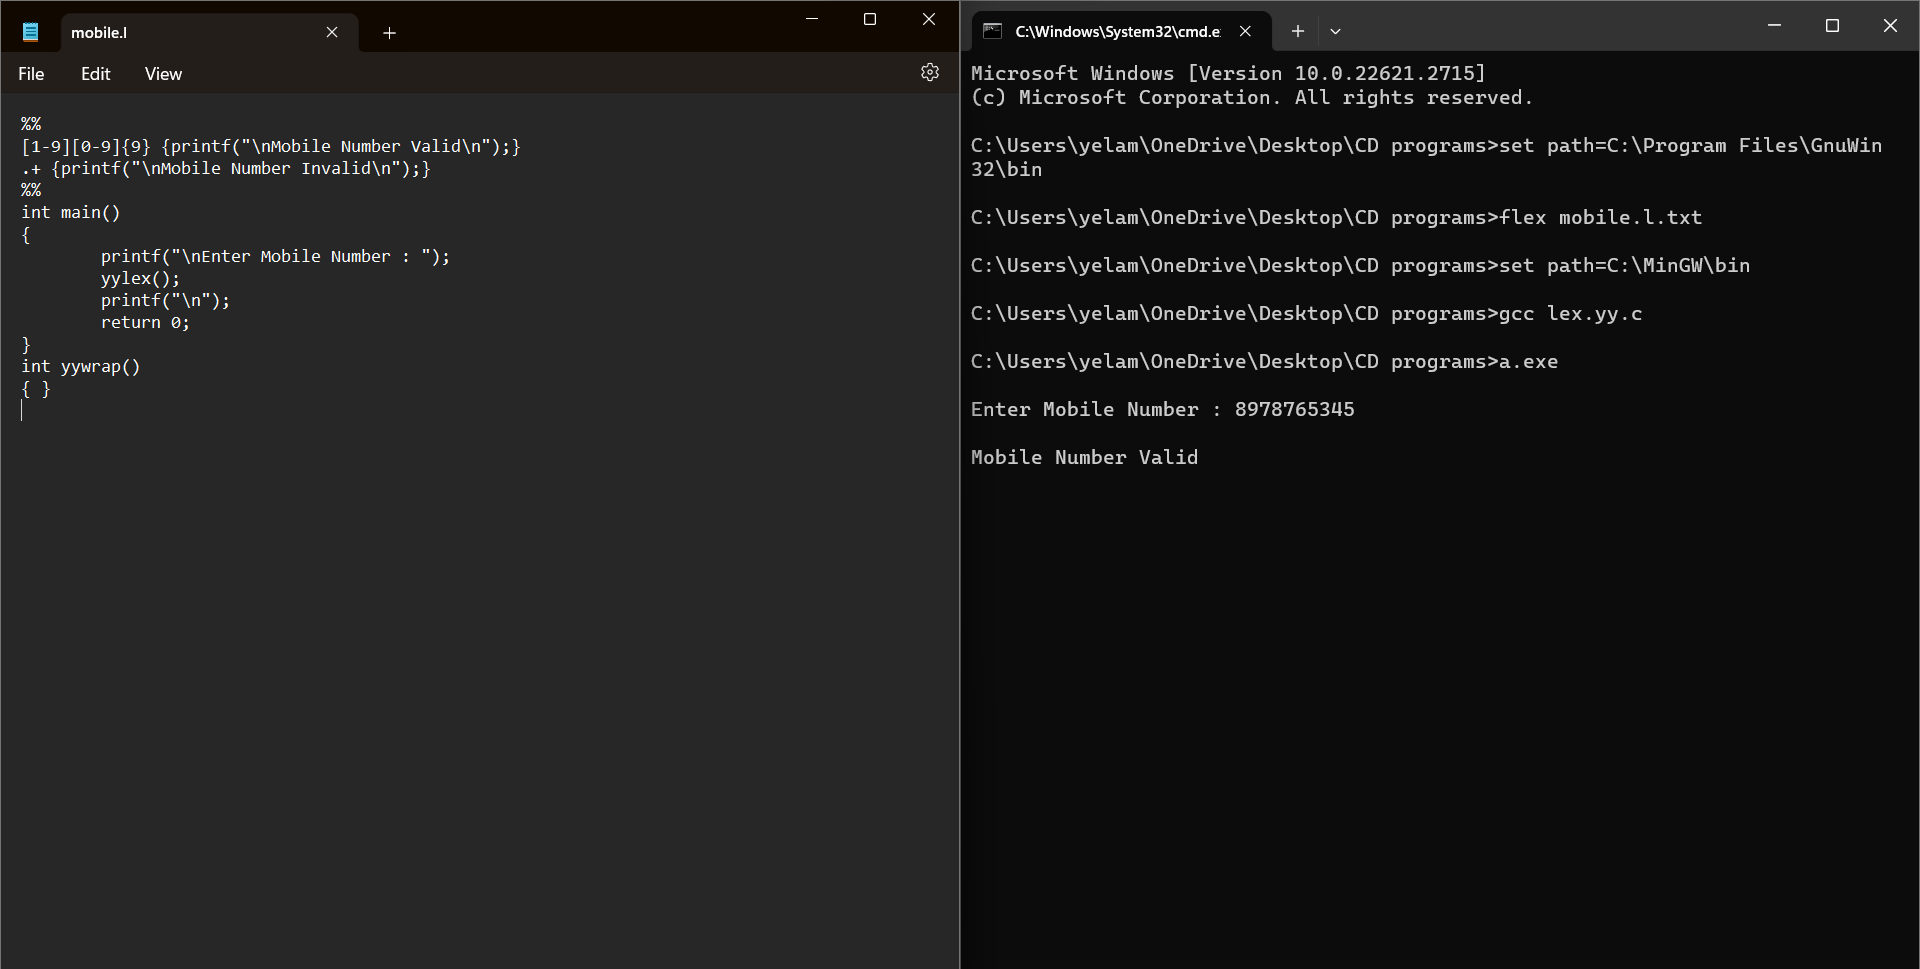 mobile.l
File Edit View
%%
[1-9][0-9]{9} {printf("\nMobile Number Valid\n");}
.+ {printf("\nMobile Number Invalid\n");}
%%
int main()
{
        printf("\nEnter Mobile Number : ");
        yylex();
        printf("\n");
        return 0;
}
int yywrap()
{ }
C:\Windows\System32\cmd.e
Microsoft Windows [Version 10.0.22621.2715]
(c) Microsoft Corporation. All rights reserved.
C:\Users\yelam\OneDrive\Desktop\CD programs>set path=C:\Program Files\GnuWin
32\bin
C:\Users\yelam\OneDrive\Desktop\CD programs>flex mobile.l.txt
C:\Users\yelam\OneDrive\Desktop\CD programs>set path=C:\MinGW\bin
C:\Users\yelam\OneDrive\Desktop\CD programs>gcc lex.yy.c
C:\Users\yelam\OneDrive\Desktop\CD programs>a.exe
Enter Mobile Number : 8978765345
Mobile Number Valid